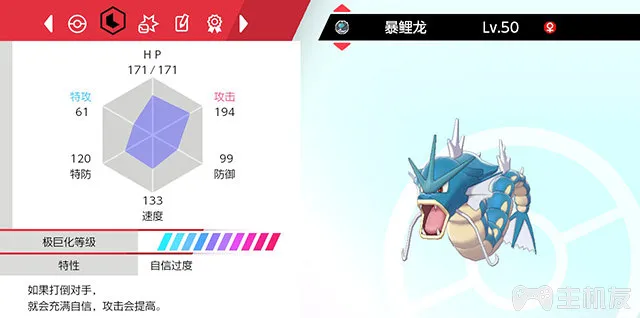 暴鲤龙 Lv.50
HP
171/171
特攻
61
攻击
194
120
特防
99
防御
133
速度
极巨化等级
特性 自信过度
如果打倒对手，
就会充满自信，攻击会提高。
主机友